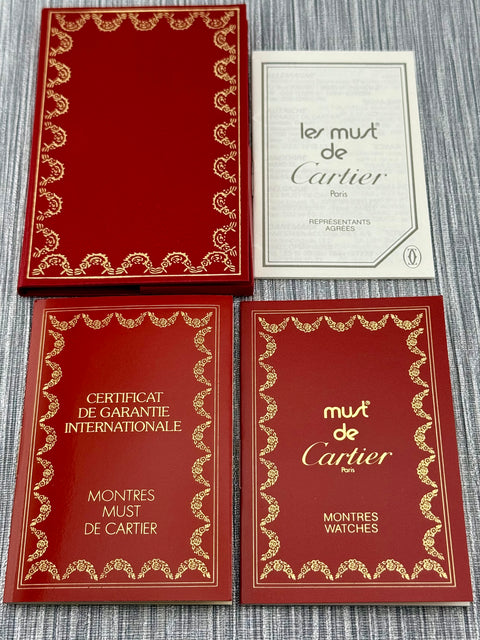 les must®
de
Cartier
Paris
REPRÉSENTANTS
AGRÉÉS
CERTIFICAT
DE GARANTIE
INTERNATIONALE
MONTRES
MUST
DE CARTIER
must®
de
Cartier
Paris
MONTRES
WATCHES